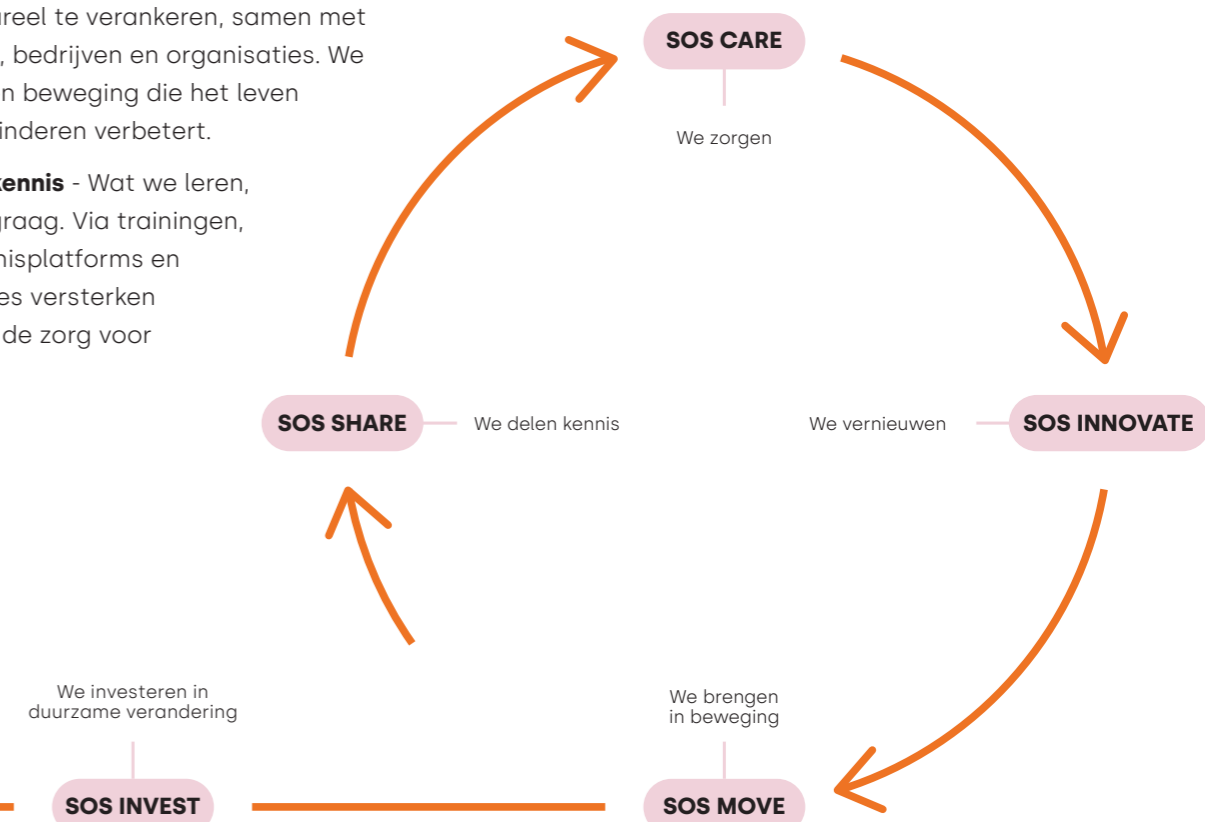 reel te verankeren, samen met
, bedrijven en organisaties. We
n beweging die het leven
inderen verbetert.
kennis - Wat we leren,
graag. Via trainingen,
nisplatforms en
es versterken
de zorg voor
SOS CARE
We zorgen
SOS SHARE
We delen kennis
We vernieuwen
SOS INNOVATE
We investeren in
duurzame verandering
We brengen
in beweging
SOS INVEST
SOS MOVE